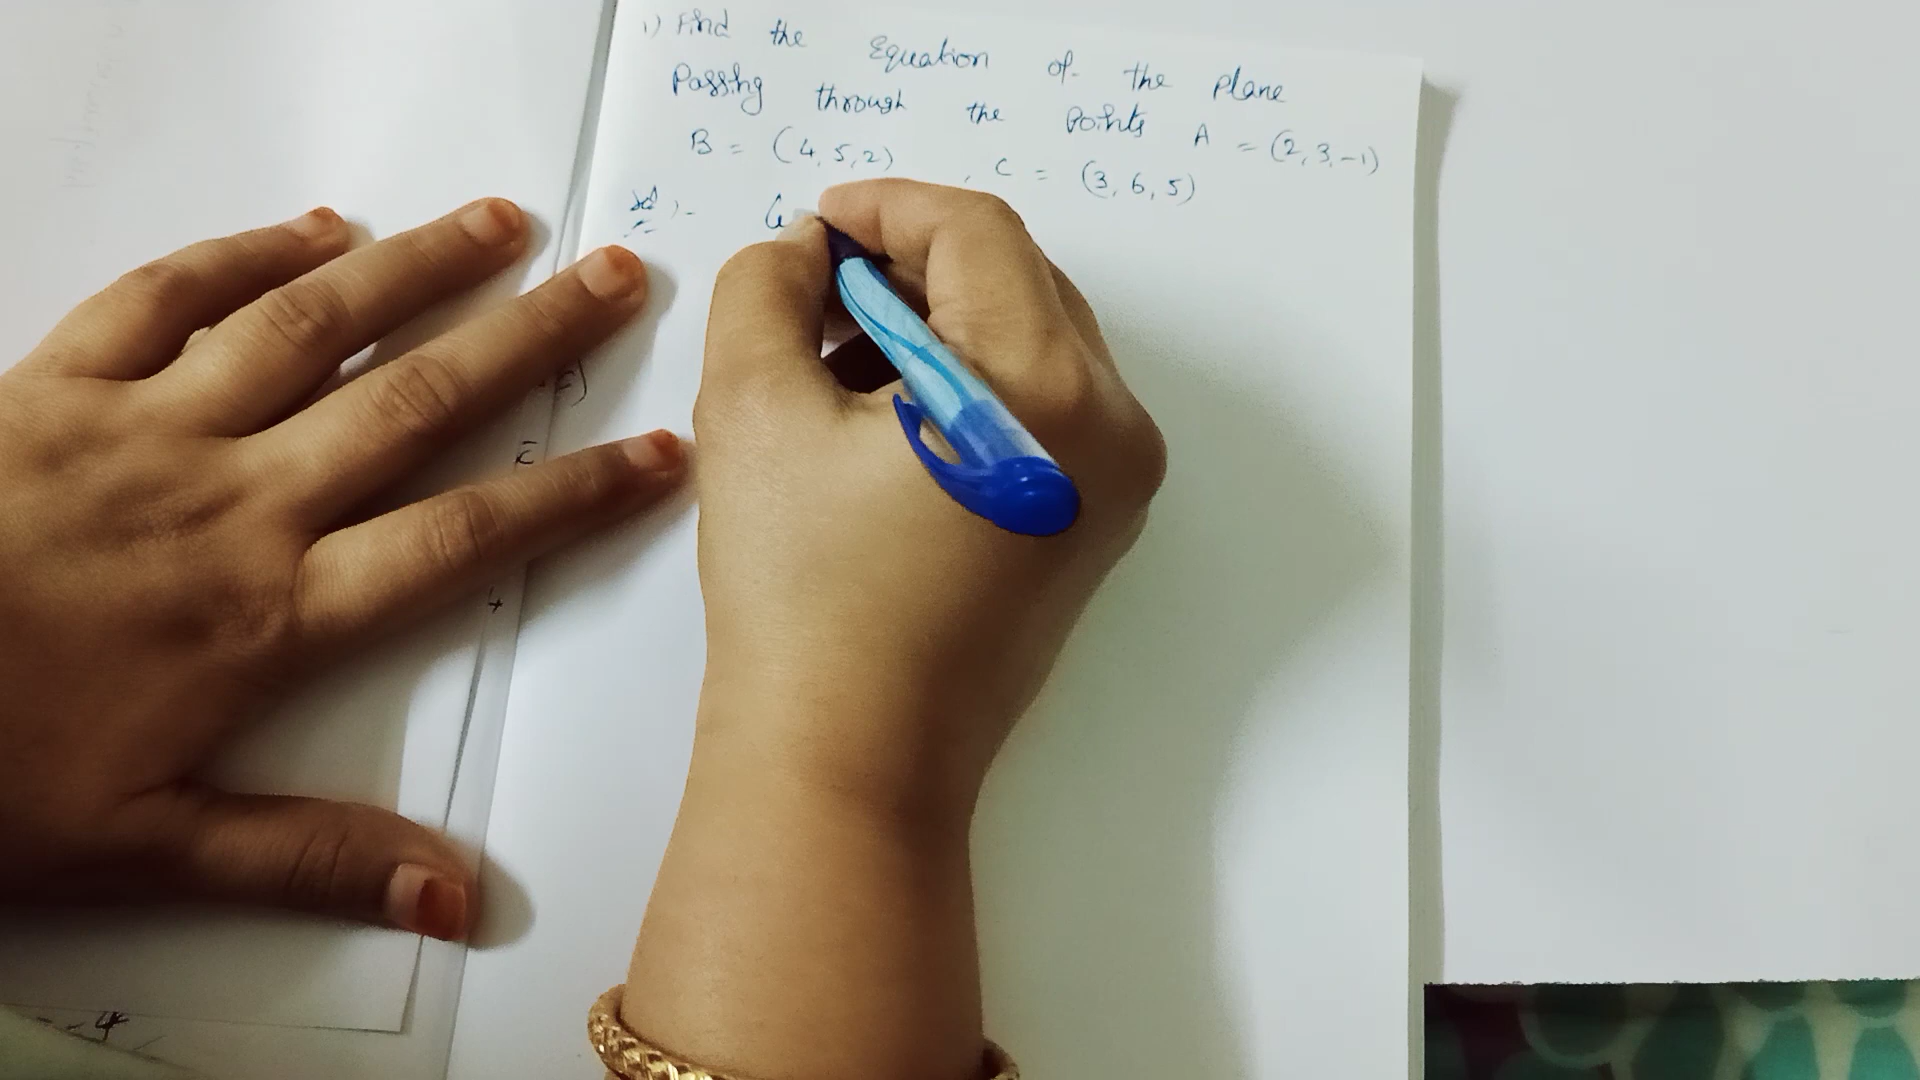 1) Find the Equation of the plane
Passing through the Points A = (2, 3, -1)
B = (4, 5, 2) , C = (3, 6, 5)
Sol :- G
c)
c
+
= -4